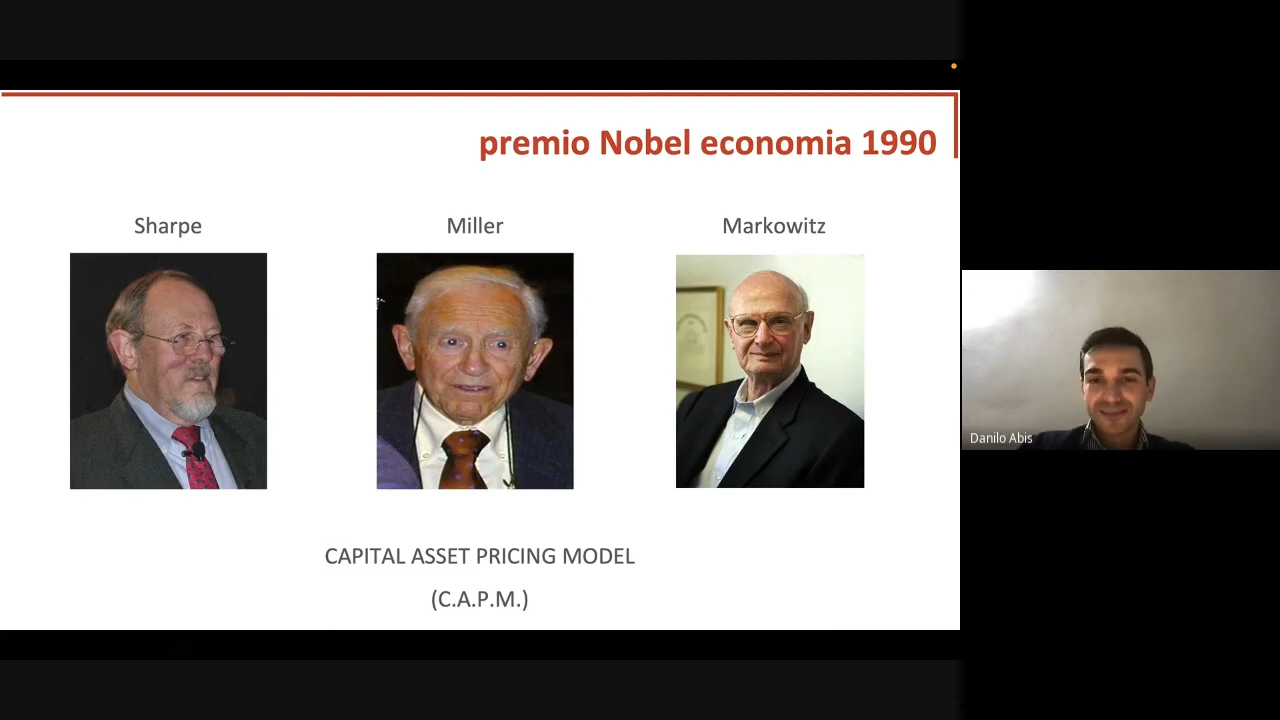 premio Nobel economia 1990
Sharpe
Miller
Markowitz
CAPITAL ASSET PRICING MODEL
(C.A.P.M.)
Danilo Abis